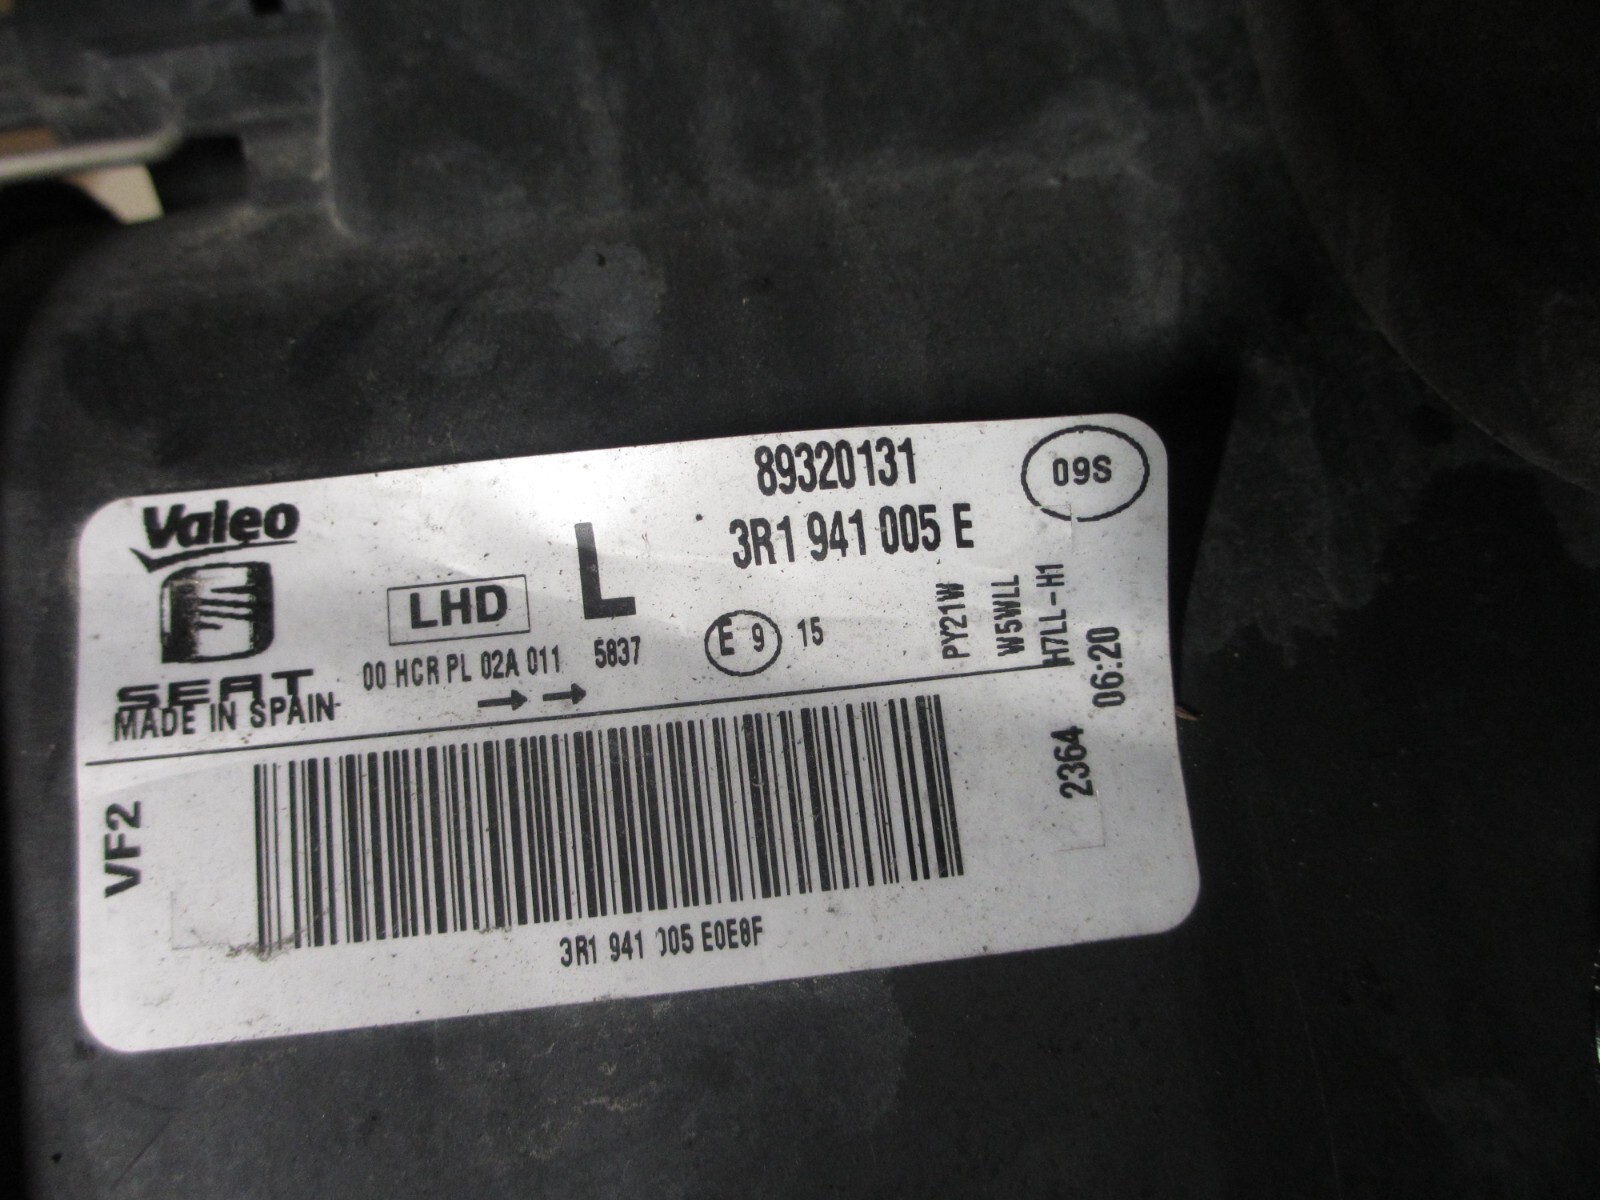 Valeo
SEAT
MADE IN SPAIN
LHD
L
00 HCR PL 02A 011
5837
89320131
3R1 941 005 E
E 9
15
09S
PY21W
W5WLL
H7LL-H1
06:20
2364
VF2
3R1 941 005 E0E8F